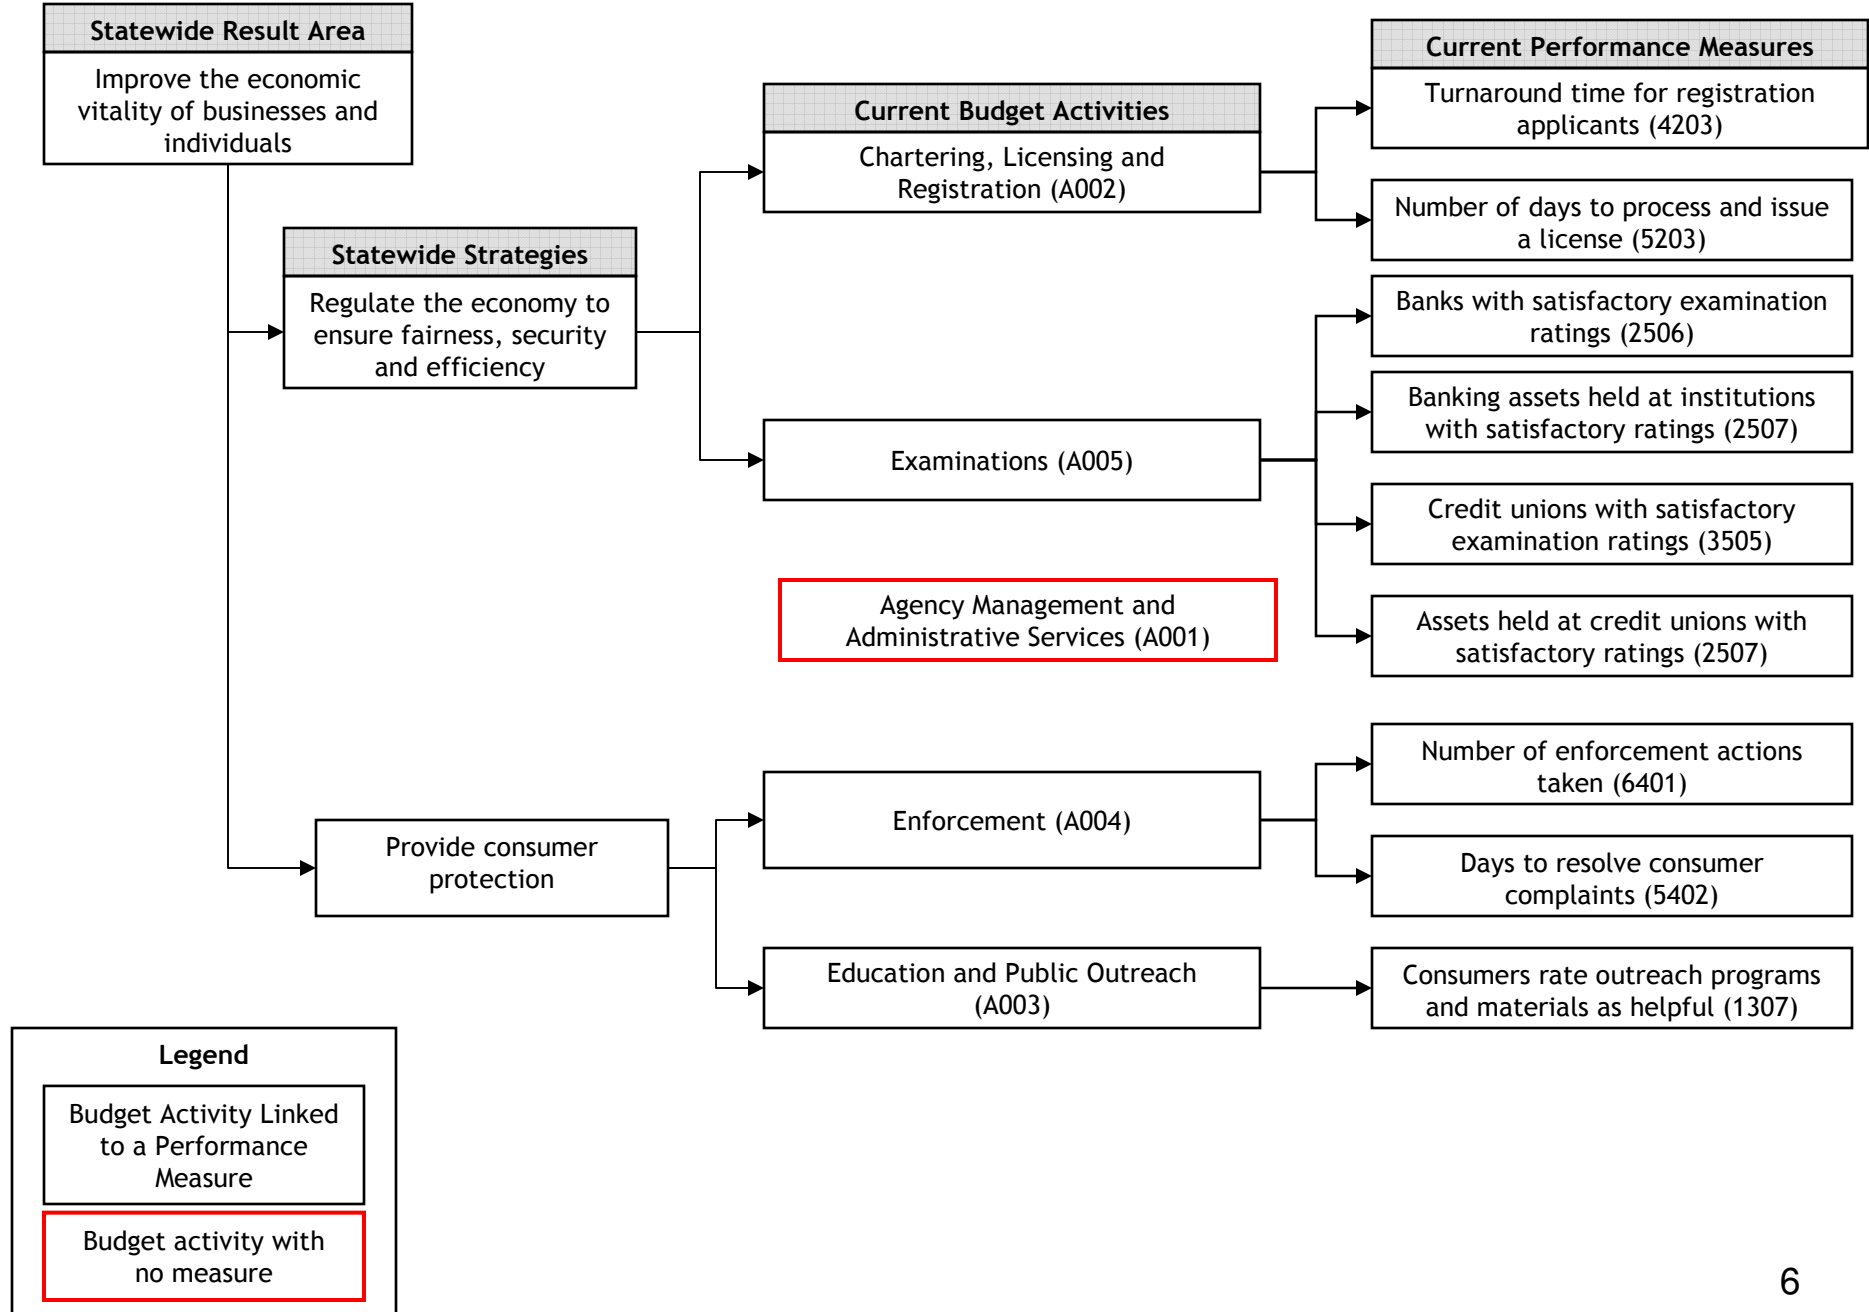 Statewide Result Area
Improve the economic
vitality of businesses and
individuals
Statewide Strategies
Regulate the economy to
ensure fairness, security
and efficiency
Provide consumer
protection
Current Budget Activities
Chartering, Licensing and
Registration (A002)
Examinations (A005)
Agency Management and
Administrative Services (A001)
Enforcement (A004)
Education and Public Outreach
(A003)
Current Performance Measures
Turnaround time for registration
applicants (4203)
Number of days to process and issue
a license (5203)
Banks with satisfactory examination
ratings (2506)
Banking assets held at institutions
with satisfactory ratings (2507)
Credit unions with satisfactory
examination ratings (3505)
Assets held at credit unions with
satisfactory ratings (2507)
Number of enforcement actions
taken (6401)
Days to resolve consumer
complaints (5402)
Consumers rate outreach programs
and materials as helpful (1307)
Legend
Budget Activity Linked
to a Performance
Measure
Budget activity with
no measure
6